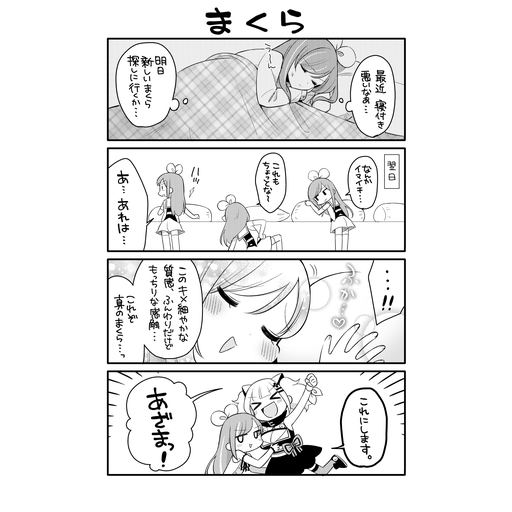 まくら
最近 寝付き
悪いなあ…
明日
新しいまくら
探しに行くか…
翌日
なんか
イマイチ…
これも
ちょっとな〜
あ…あれは…
…!!
ふか…♡
このキメ細やかな
質感、ふんわりだけど
もっちりな感触…
これぞ
真のまくら…っ
これにします。
あざまっ!